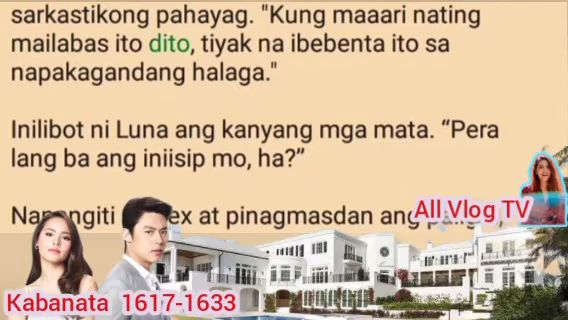 sarkastikong pahayag. "Kung maaari nating
mailabas ito dito, tiyak na ibebenta ito sa
napakagandang halaga."
Inilibot ni Luna ang kanyang mga mata. “Pera
lang ba ang iniisip mo, ha?”
at pinagmasdan ang
All Vlog TV
Kabanata 1617-1633